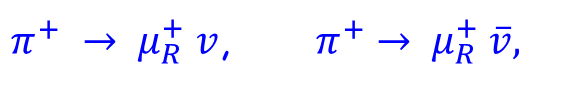 π⁺ → μ_R⁺ ν, π⁺ → μ_R⁺ ν̄,